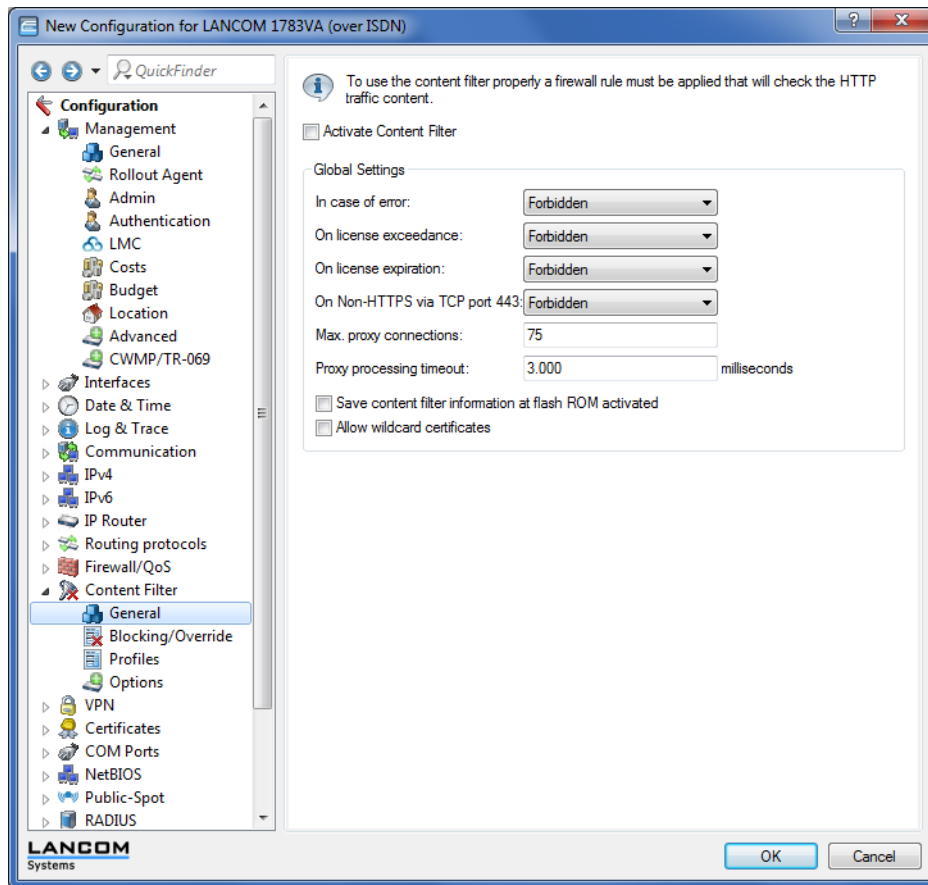 New Configuration for LANCOM 1783VA (over ISDN)
QuickFinder
Configuration
Management
General
Rollout Agent
Admin
Authentication
LMC
Costs
Budget
Location
Advanced
CWMP/TR-069
Interfaces
Date & Time
Log & Trace
Communication
IPv4
IPv6
IP Router
Routing protocols
Firewall/QoS
Content Filter
General
Blocking/Override
Profiles
Options
VPN
Certificates
COM Ports
NetBIOS
Public-Spot
RADIUS
To use the content filter properly a firewall rule must be applied that will check the HTTP
traffic content.
Activate Content Filter
Global Settings
In case of error: Forbidden
On license exceedance: Forbidden
On license expiration: Forbidden
On Non-HTTPS via TCP port 443: Forbidden
Max. proxy connections: 75
Proxy processing timeout: 3.000 milliseconds
Save content filter information at flash ROM activated
Allow wildcard certificates
LANCOM
Systems
OK Cancel